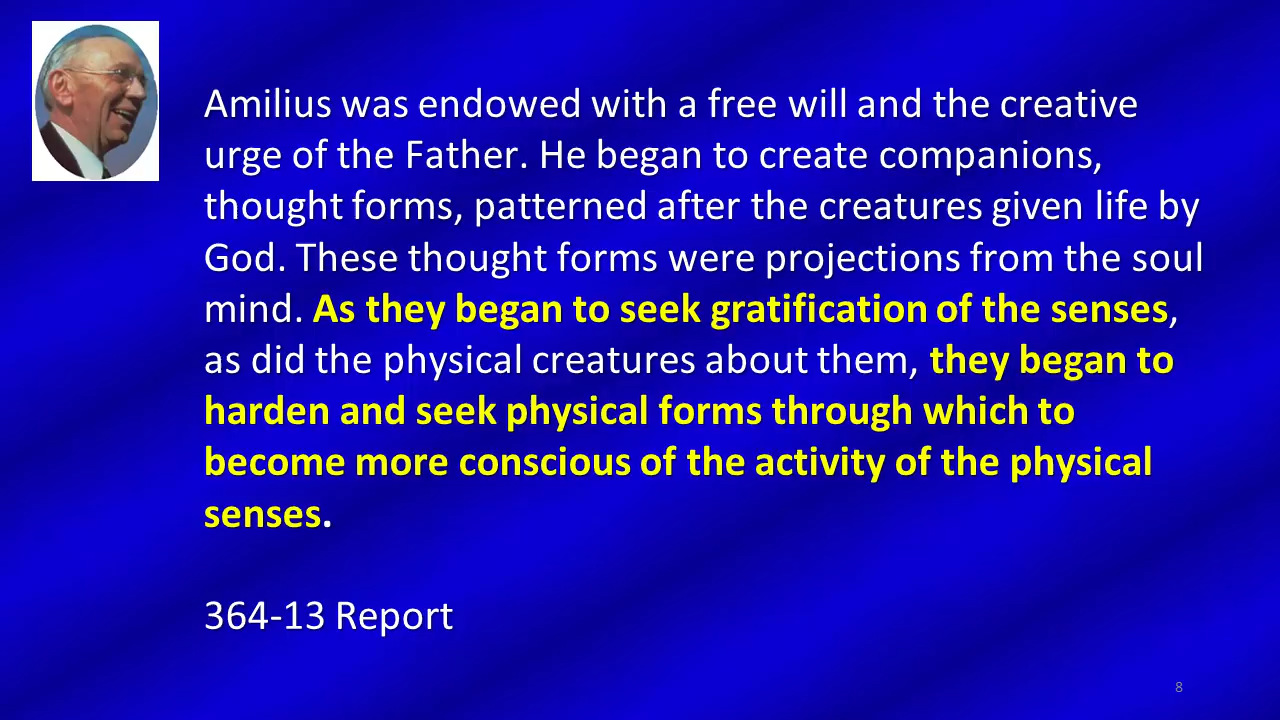 Amilius was endowed with a free will and the creative
urge of the Father. He began to create companions,
thought forms, patterned after the creatures given life by
God. These thought forms were projections from the soul
mind. As they began to seek gratification of the senses,
as did the physical creatures about them, they began to
harden and seek physical forms through which to
become more conscious of the activity of the physical
senses.
364-13 Report
8